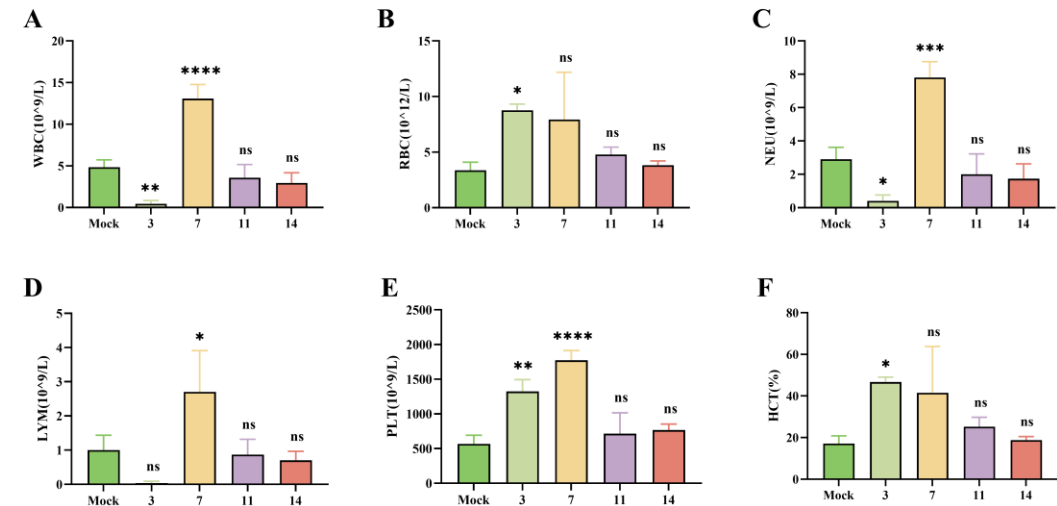 A
WBC(10^9/L)
20
15
10
5
0
****
**
ns
ns
Mock 3 7 11 14
B
RBC(10^12/L)
15
10
5
0
*
ns
ns
ns
Mock 3 7 11 14
C
NEU(10^9/L)
10
8
6
4
2
0
***
*
ns
ns
Mock 3 7 11 14
D
LYM(10^9/L)
5
4
3
2
1
0
*
ns
ns
ns
Mock 3 7 11 14
E
PLT(10^9/L)
2500
2000
1500
1000
500
0
****
**
ns
ns
Mock 3 7 11 14
F
HCT(%)
80
60
40
20
0
ns
*
ns
ns
Mock 3 7 11 14